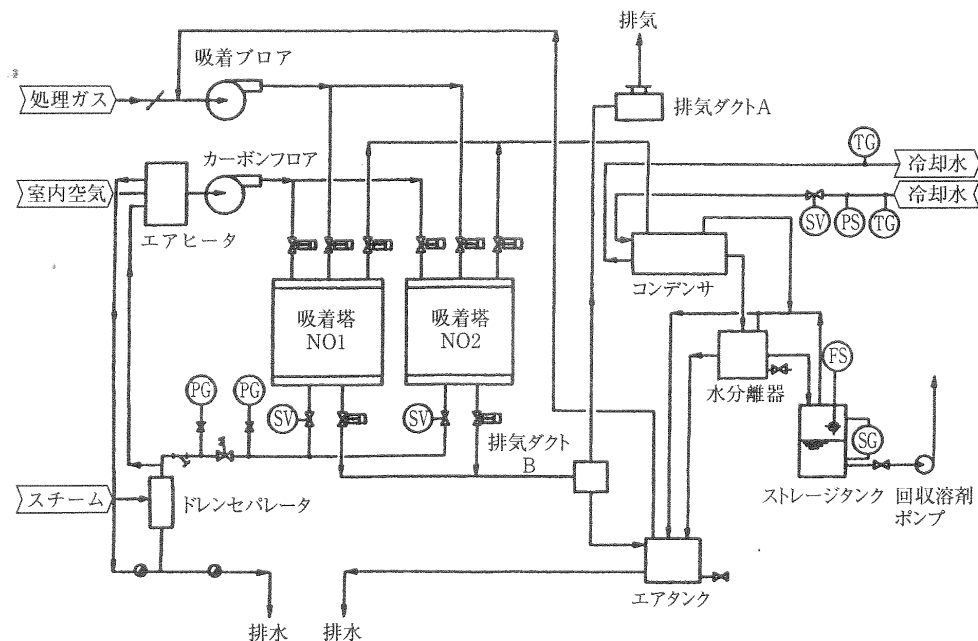 排気
吸着ブロア
処理ガス
排気ダクトA
TG
カーボンフロア
冷却水
室内空気
冷却水
SV
PS
TG
エアヒータ
コンデンサ
吸着塔
NO1
吸着塔
NO2
FS
PG
PG
水分離器
SV
SV
排気ダクト
B
SG
スチーム
ドレンセパレータ
ストレージタンク
回収溶剤
ポンプ
エアタンク
排水
排水